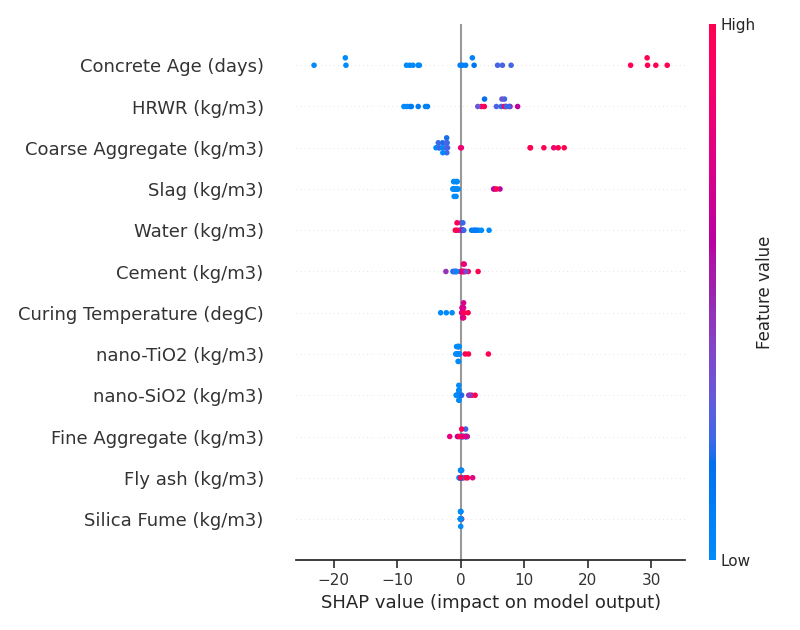 High
Concrete Age (days)
HRWR (kg/m3)
Coarse Aggregate (kg/m3)
Slag (kg/m3)
Water (kg/m3)
Cement (kg/m3)
Curing Temperature (degC)
nano-TiO2 (kg/m3)
nano-SiO2 (kg/m3)
Fine Aggregate (kg/m3)
Fly ash (kg/m3)
Silica Fume (kg/m3)
Feature value
Low
−20 −10 0 10 20 30
SHAP value (impact on model output)